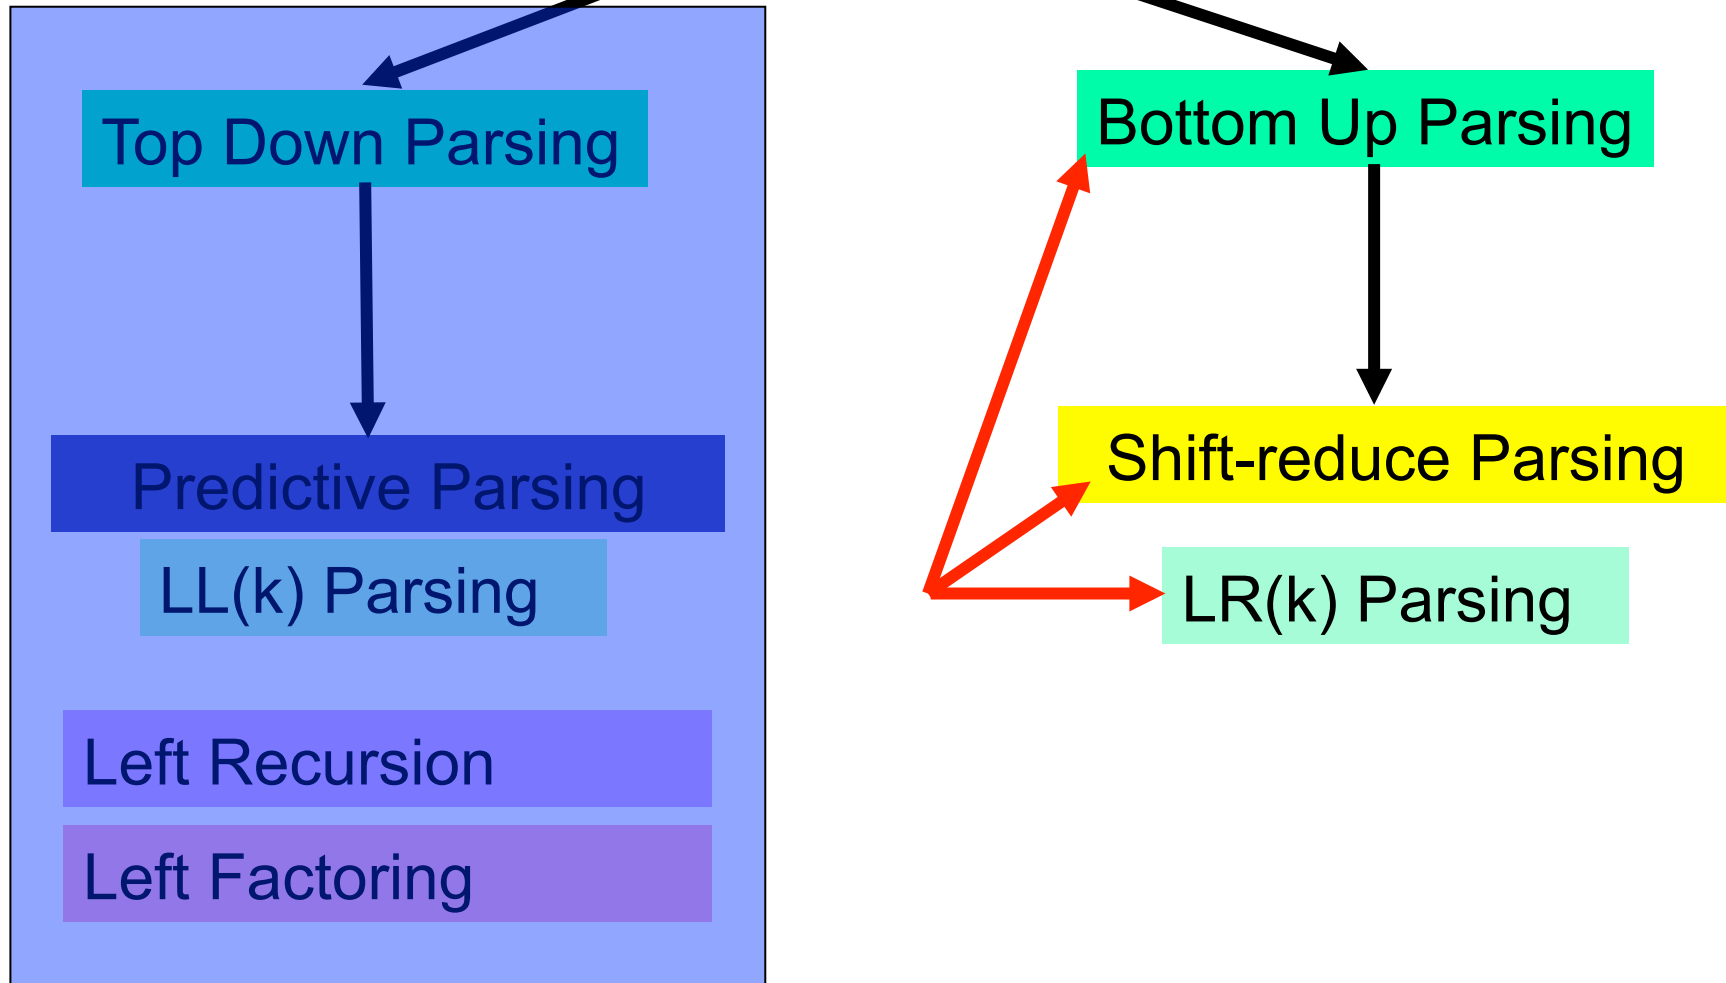 Top Down Parsing
Predictive Parsing
LL(k) Parsing
Left Recursion
Left Factoring
Bottom Up Parsing
Shift-reduce Parsing
LR(k) Parsing